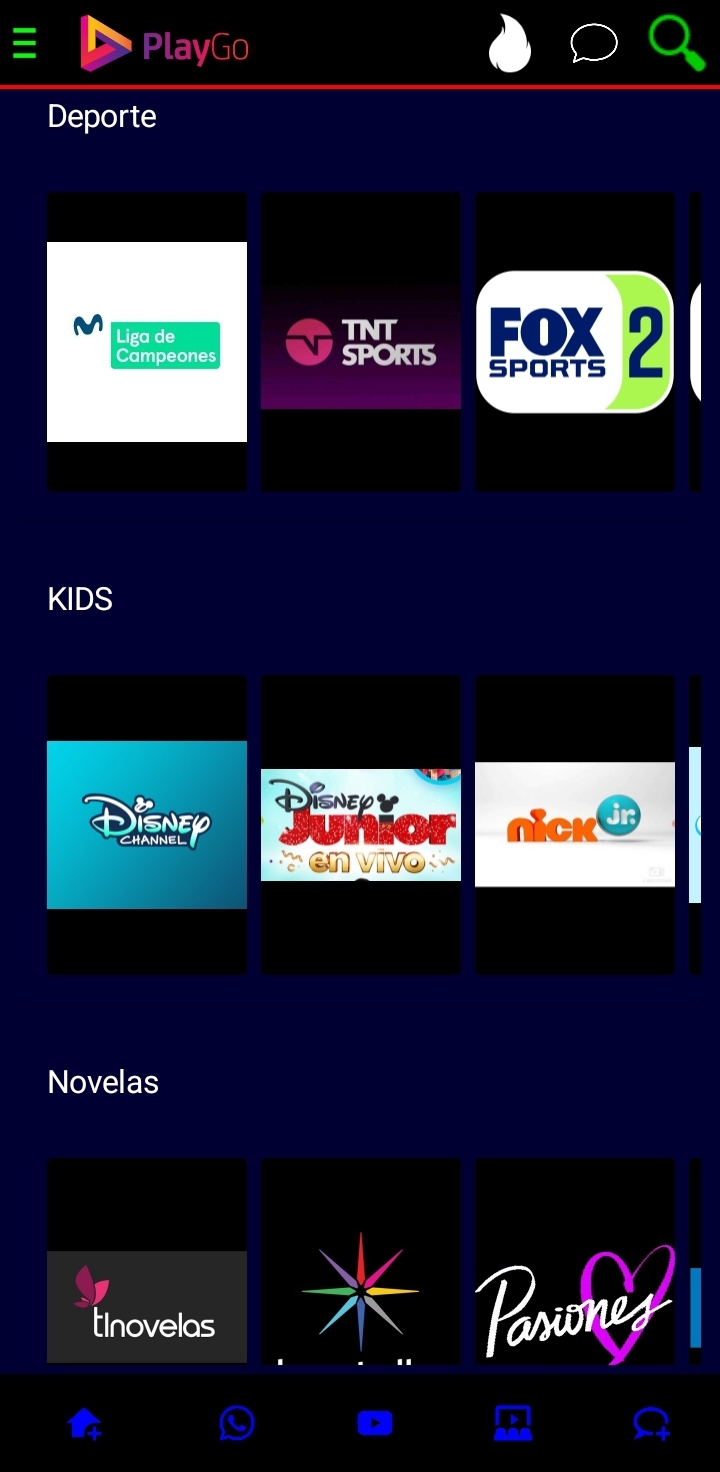 PlayGo
Deporte
Liga de
Campeones
TNT
SPORTS
FOX
SPORTS 2
KIDS
Disney
CHANNEL
Disney
Junior
en vivo
nick jr.
Novelas
tlnovelas
Pasiones